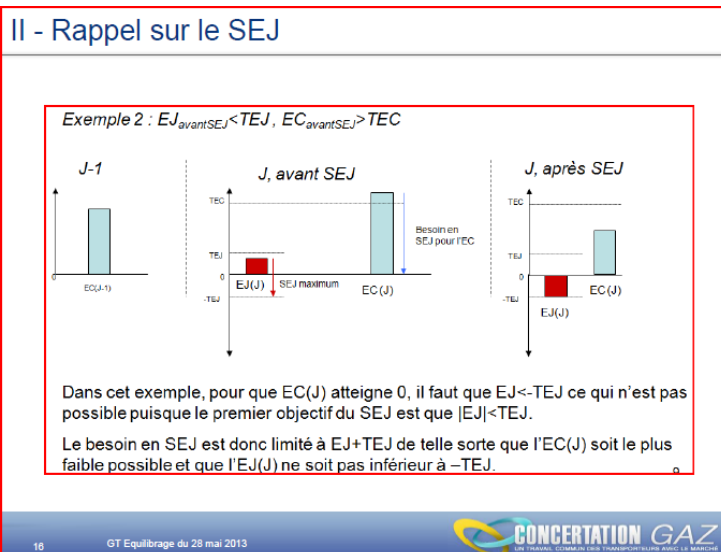 II - Rappel sur le SEJ
Exemple 2 : EJavantSEJ<TEJ , ECavantSEJ>TEC
J-1
J, avant SEJ
J, après SEJ
TEC
TEC
Besoin en
SEJ pour l'EC
TEJ
TEJ
0
0
0
EC(J-1)
EJ(J)
SEJ maximum
EC(J)
EC(J)
-TEJ
-TEJ
EJ(J)
Dans cet exemple, pour que EC(J) atteigne 0, il faut que EJ<-TEJ ce qui n'est pas
possible puisque le premier objectif du SEJ est que |EJ|<TEJ.
Le besoin en SEJ est donc limité à EJ+TEJ de telle sorte que l'EC(J) soit le plus
faible possible et que l'EJ(J) ne soit pas inférieur à –TEJ.
16
GT Equilibrage du 28 mai 2013
CONCERTATION GAZ
UN TRAVAIL COMMUN DES TRANSPORTEURS AVEC LE MARCHÉ